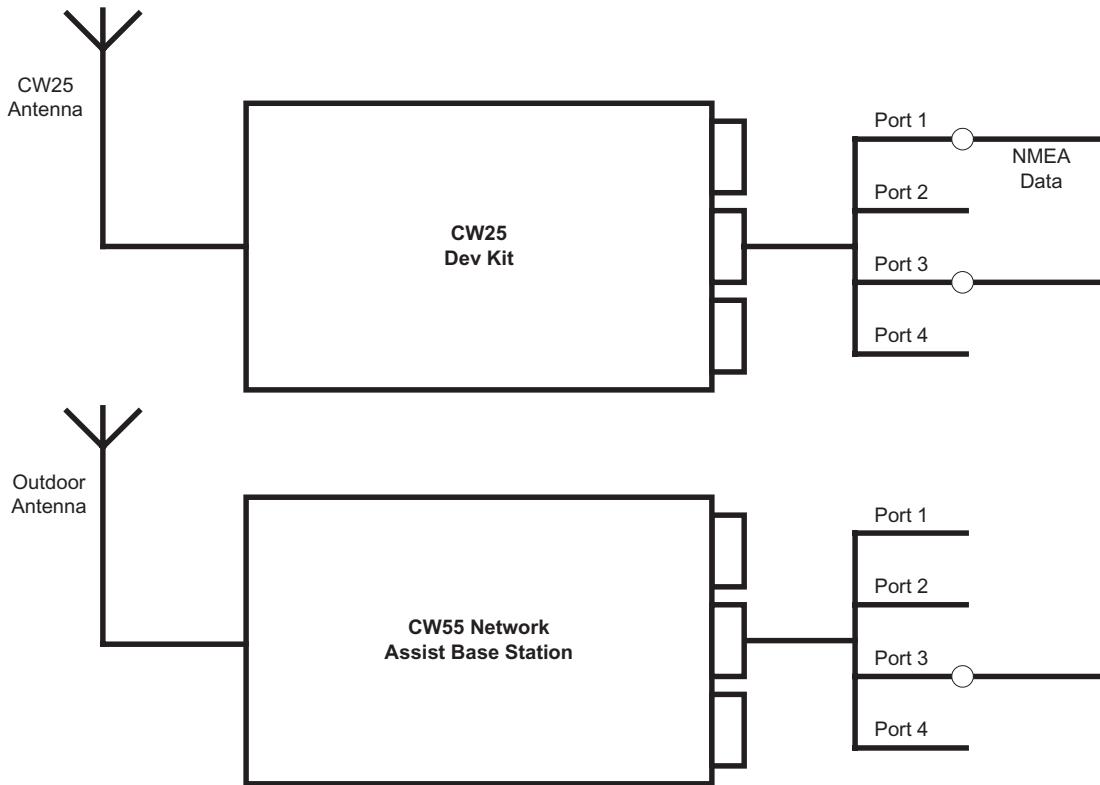 CW25
Antenna
CW25
Dev Kit
Port 1
NMEA
Data
Port 2
Port 3
Port 4
Outdoor
Antenna
CW55 Network
Assist Base Station
Port 1
Port 2
Port 3
Port 4